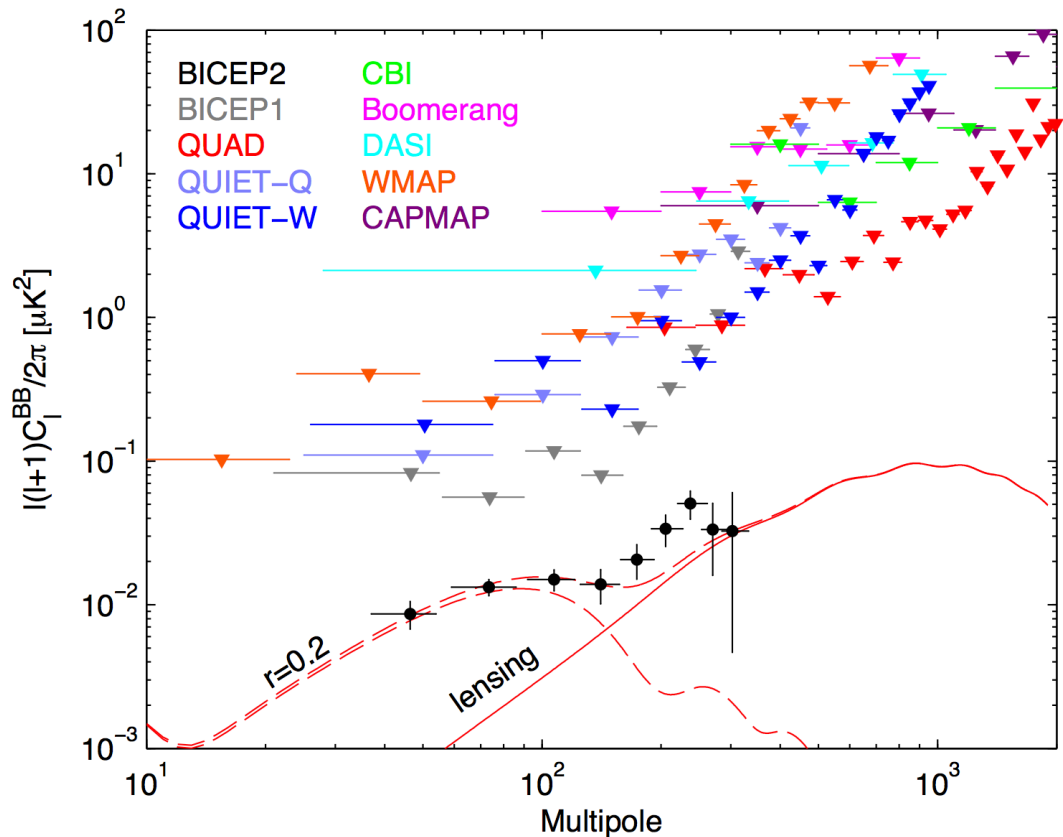 l(l+1)C_l^BB/2π [μK²]
10²
10¹
10⁰
10⁻¹
10⁻²
10⁻³
BICEP2
BICEP1
QUAD
QUIET−Q
QUIET−W
CBI
Boomerang
DASI
WMAP
CAPMAP
r=0.2
lensing
10¹
10²
10³
Multipole